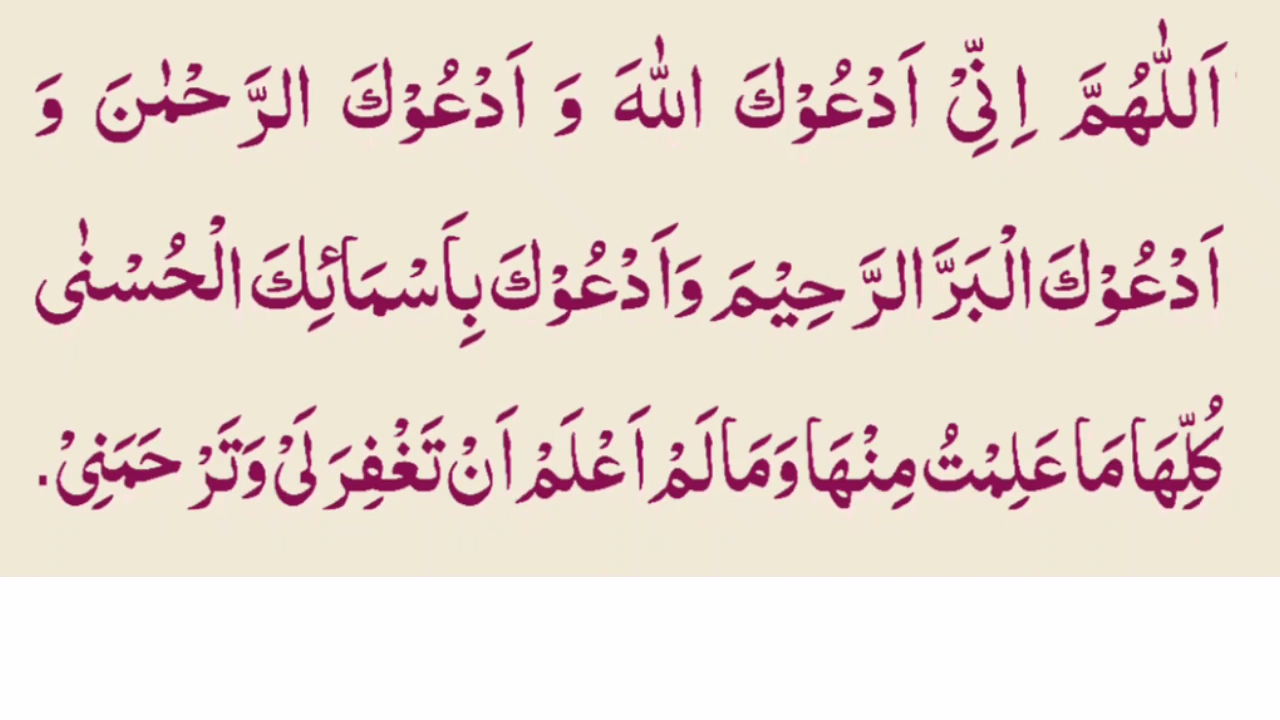 اَللّٰهُمَّ اِنِّیْ اَدْعُوْكَ اللّٰهَ وَ اَدْعُوْكَ الرَّحْمٰنَ وَ
اَدْعُوْكَ الْبَرَّ الرَّحِیْمَ وَاَدْعُوْكَ بِاَسْمَائِكَ الْحُسْنٰی
كُلِّهَا مَا عَلِمْتُ مِنْهَا وَمَا لَمْ اَعْلَمْ اَنْ تَغْفِرَ لَیْ وَتَرْ حَمَنِیْ.